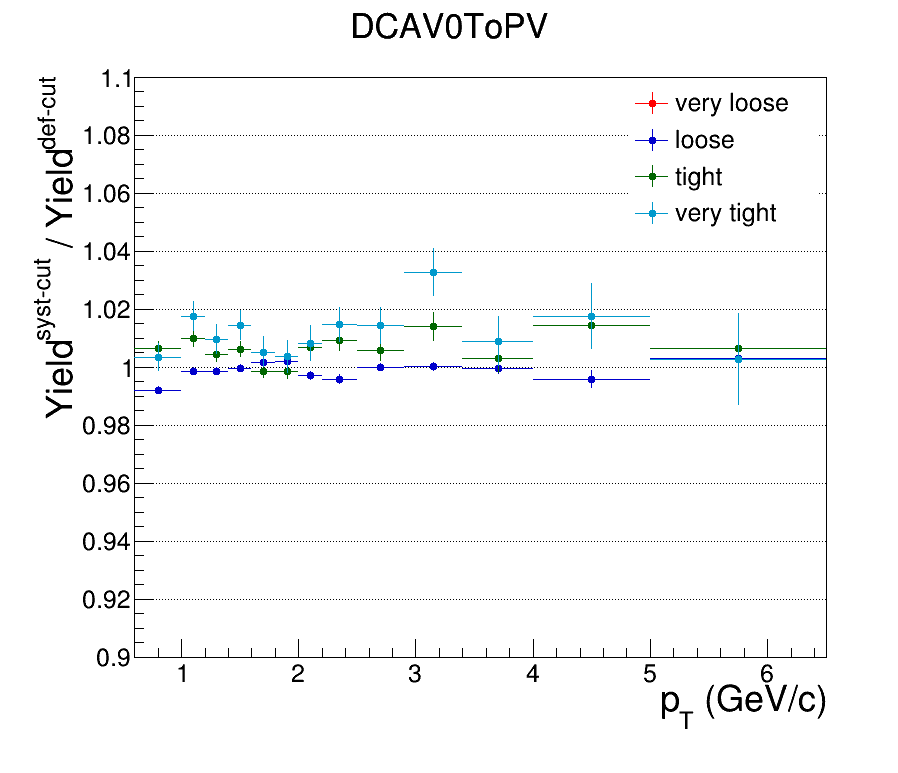 DCAV0ToPV
Yield^syst-cut / Yield^def-cut
1.1
1.08
1.06
1.04
1.02
1
0.98
0.96
0.94
0.92
0.9
very loose
loose
tight
very tight
1 2 3 4 5 6
p_T (GeV/c)